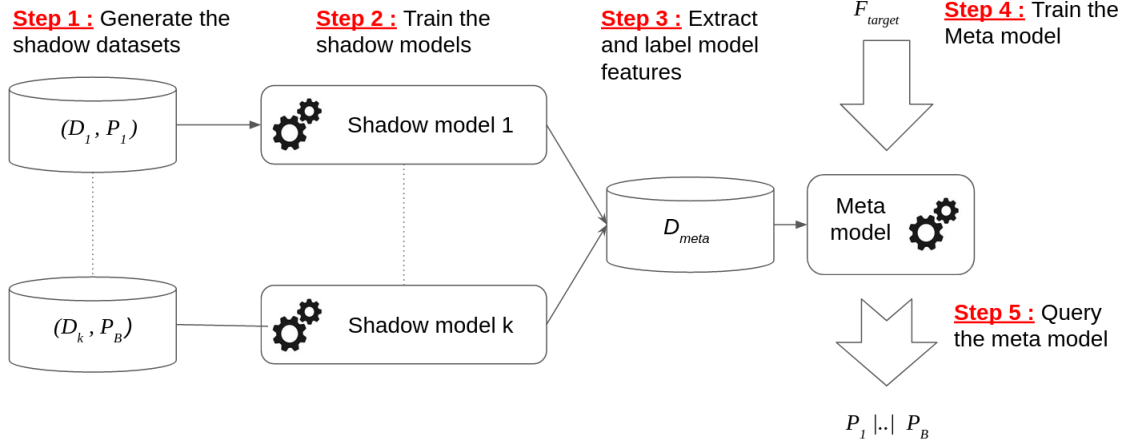 Step 1 : Generate the
shadow datasets
Step 2 : Train the
shadow models
Step 3 : Extract
and label model
features
F_target
Step 4 : Train the
Meta model
(D_1 , P_1 )
Shadow model 1
D_meta
Meta
model
(D_k , P_B )
Shadow model k
Step 5 : Query
the meta model
P_1 |..| P_B